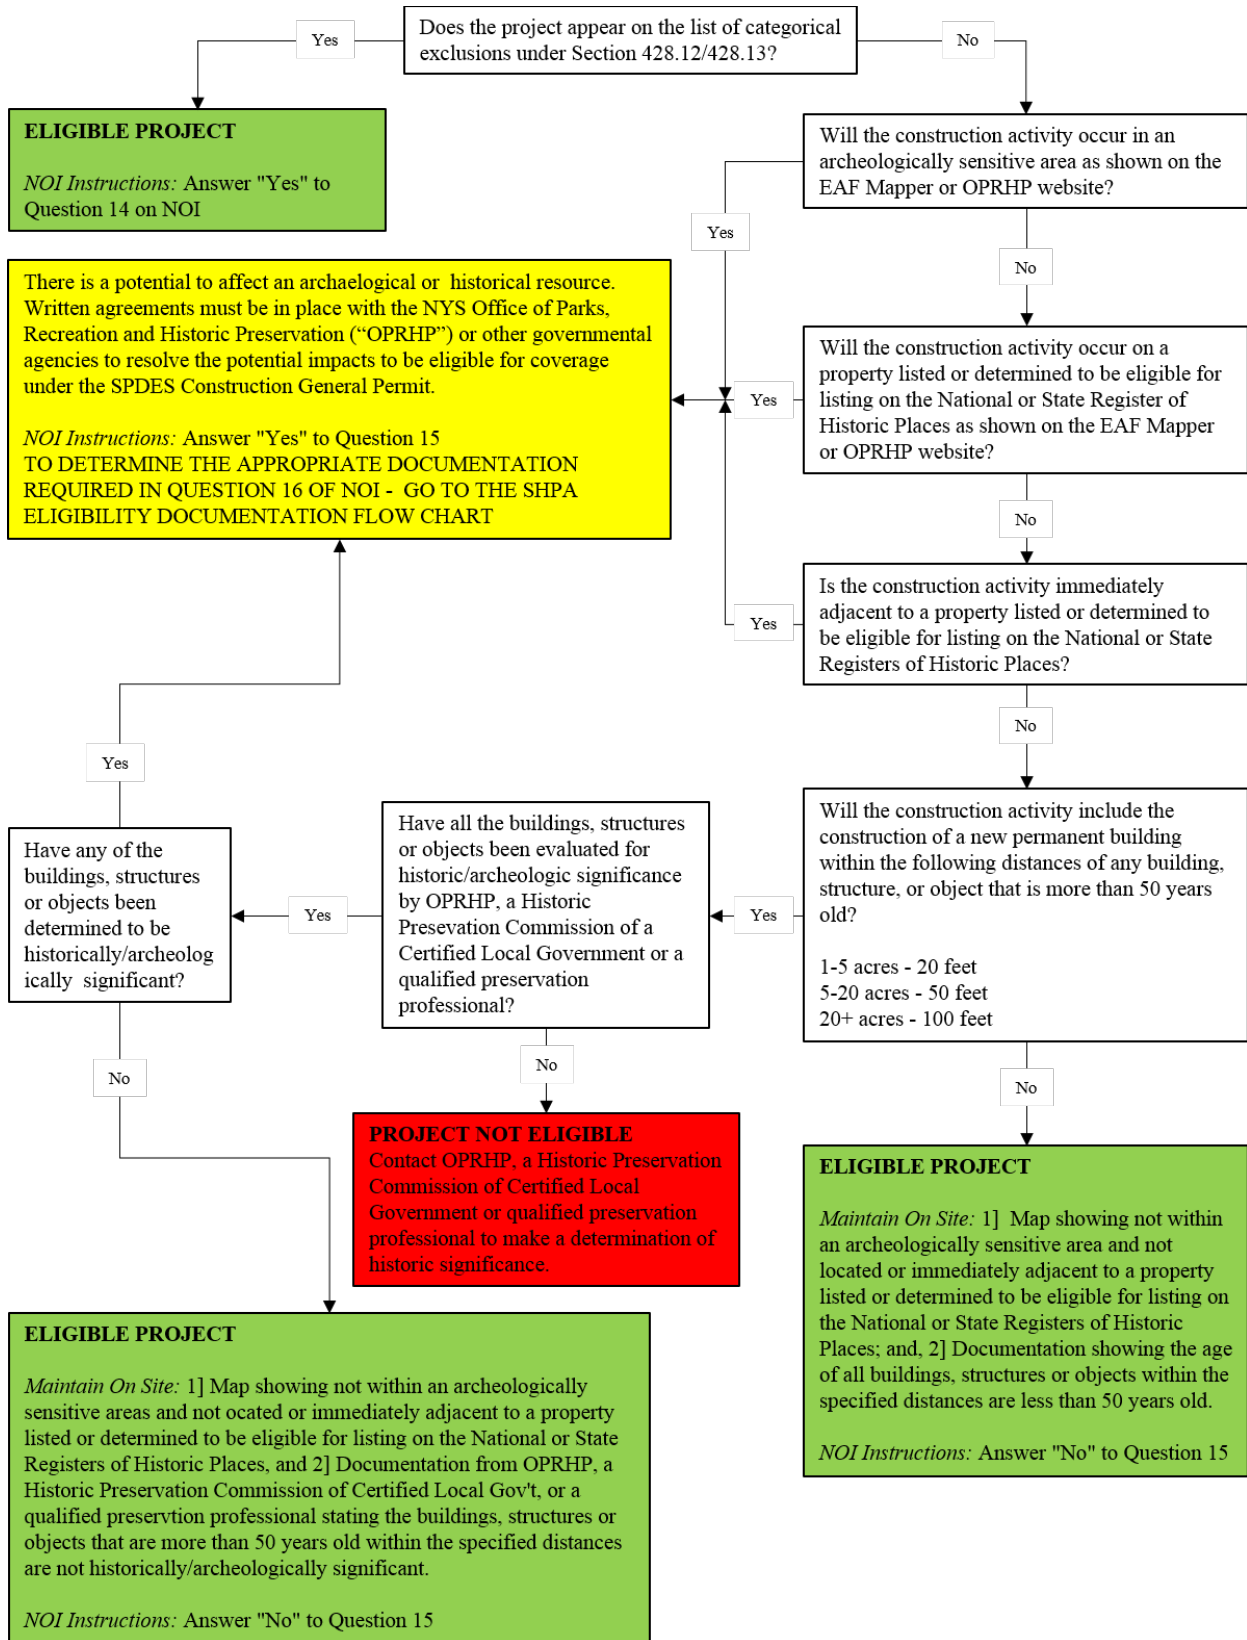 Does the project appear on the list of categorical
exclusions under Section 428.12/428.13?
Yes
No
ELIGIBLE PROJECT
NOI Instructions: Answer "Yes" to
Question 14 on NOI
Will the construction activity occur in an
archeologically sensitive area as shown on the
EAF Mapper or OPRHP website?
Yes
No
There is a potential to affect an archaelogical or historical resource.
Written agreements must be in place with the NYS Office of Parks,
Recreation and Historic Preservation (“OPRHP”) or other governmental
agencies to resolve the potential impacts to be eligible for coverage
under the SPDES Construction General Permit.
NOI Instructions: Answer "Yes" to Question 15
TO DETERMINE THE APPROPRIATE DOCUMENTATION
REQUIRED IN QUESTION 16 OF NOI - GO TO THE SHPA
ELIGIBILITY DOCUMENTATION FLOW CHART
Will the construction activity occur on a
property listed or determined to be eligible for
listing on the National or State Register of
Historic Places as shown on the EAF Mapper
or OPRHP website?
Yes
No
Is the construction activity immediately
adjacent to a property listed or determined to
be eligible for listing on the National or State
Registers of Historic Places?
Yes
No
Will the construction activity include the
construction of a new permanent building
within the following distances of any building,
structure, or object that is more than 50 years
old?
1-5 acres - 20 feet
5-20 acres - 50 feet
20+ acres - 100 feet
Yes
No
Have all the buildings, structures
or objects been evaluated for
historic/archeologic significance
by OPRHP, a Historic
Presevation Commission of a
Certified Local Government or a
qualified preservation
professional?
Yes
No
Have any of the
buildings, structures
or objects been
determined to be
historically/archeolog
ically significant?
Yes
No
PROJECT NOT ELIGIBLE
Contact OPRHP, a Historic Preservation
Commission of Certified Local
Government or qualified preservation
professional to make a determination of
historic significance.
ELIGIBLE PROJECT
Maintain On Site: 1] Map showing not within
an archeologically sensitive area and not
located or immediately adjacent to a property
listed or determined to be eligible for listing on
the National or State Registers of Historic
Places; and, 2] Documentation showing the age
of all buildings, structures or objects within the
specified distances are less than 50 years old.
NOI Instructions: Answer "No" to Question 15
ELIGIBLE PROJECT
Maintain On Site: 1] Map showing not within an archeologically
sensitive areas and not ocated or immediately adjacent to a property
listed or determined to be eligible for listing on the National or State
Registers of Historic Places, and 2] Documentation from OPRHP, a
Historic Preservation Commission of Certified Local Gov't, or a
qualified preservtion professional stating the buildings, structures or
objects that are more than 50 years old within the specified distances
are not historically/archeologically significant.
NOI Instructions: Answer "No" to Question 15